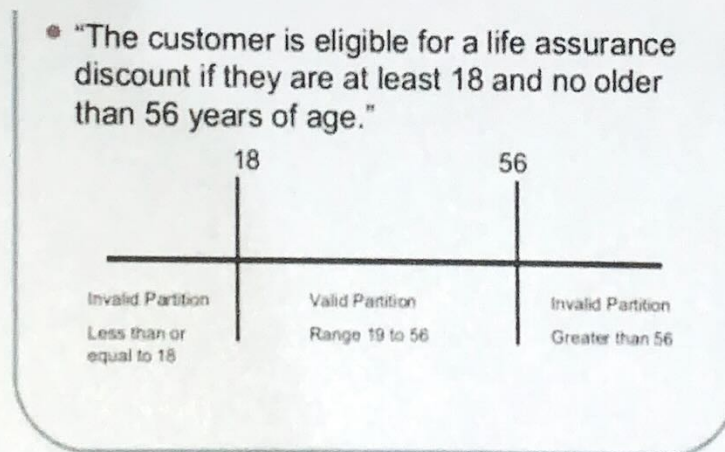 "The customer is eligible for a life assurance
discount if they are at least 18 and no older
than 56 years of age."
18 56
Invalid Partition Valid Partition Invalid Partition
Less than or Range 19 to 56 Greater than 56
equal to 18